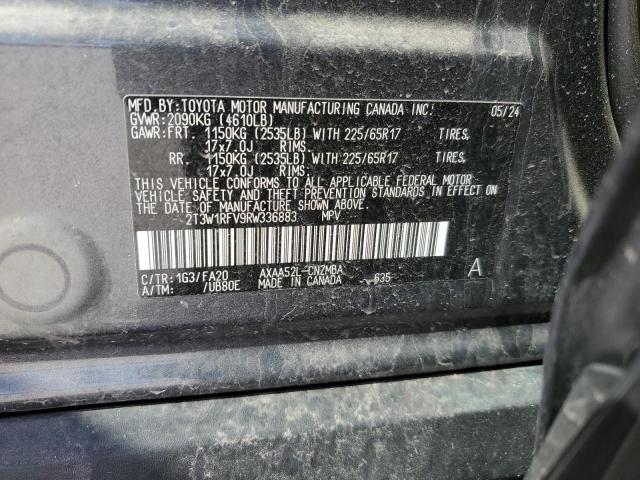 MFD.BY:TOYOTA MOTOR MANUFACTURING CANADA INC. 05/24
GVWR:2090KG (4610LB)
GAWR:FRT. 1150KG (2535LB) WITH 225/65R17 TIRES,
17x7.0J RIMS.
RR. 1150KG (2535LB) WITH 225/65R17 TIRES,
17x7.0J RIMS.
THIS VEHICLE CONFORMS TO ALL APPLICABLE FEDERAL MOTOR
VEHICLE SAFETY AND THEFT PREVENTION STANDARDS IN EFFECT
ON THE DATE OF MANUFACTURE SHOWN ABOVE.
2T3W1RFV9RW336883 MPV
C/TR:1G3/FA20 AXAA52L-CNZMBA 635 A
A/TM: /UB80E MADE IN CANADA